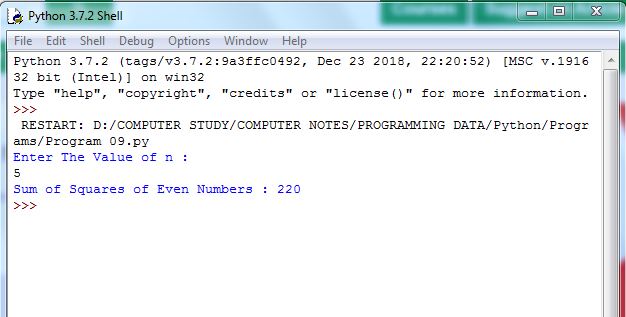 Courses
Python 3.7.2 Shell
File Edit Shell Debug Options Window Help
Python 3.7.2 (tags/v3.7.2:9a3ffc0492, Dec 23 2018, 22:20:52) [MSC v.1916
32 bit (Intel)] on win32
Type "help", "copyright", "credits" or "license()" for more information.
>>>
RESTART: D:/COMPUTER STUDY/COMPUTER NOTES/PROGRAMMING DATA/Python/Progr
ams/Program 09.py
Enter The Value of n :
5
Sum of Squares of Even Numbers : 220
>>>